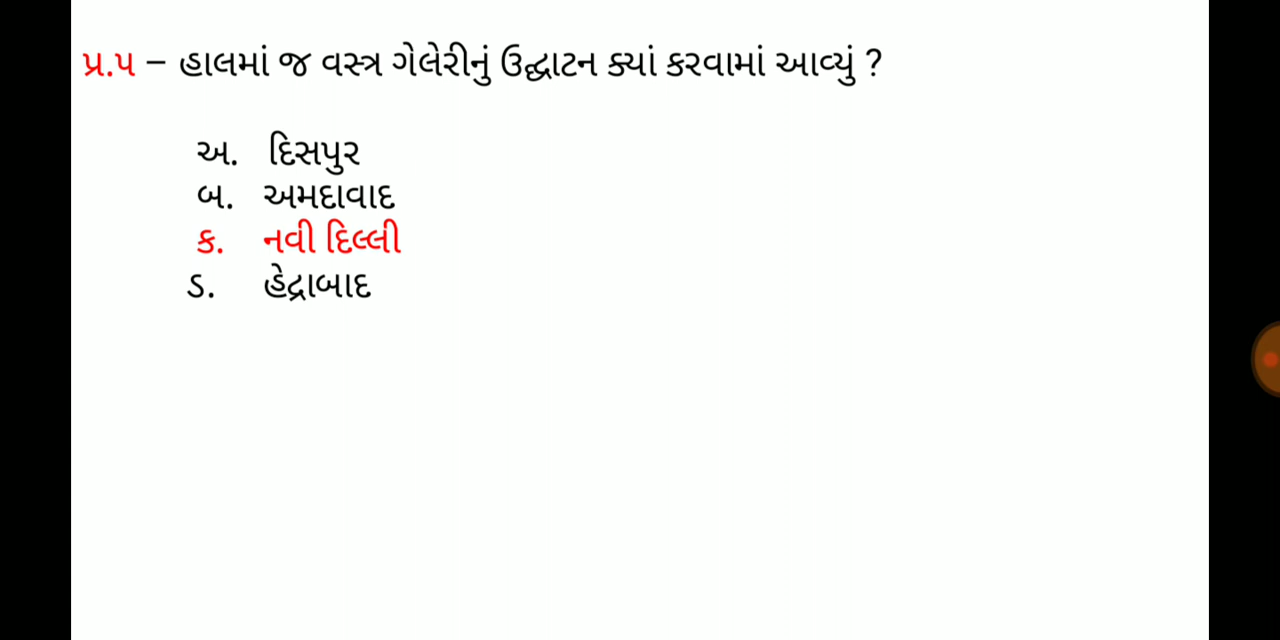 પ્ર.૫ – હાલમાં જ વસ્ત્ર ગેલેરીનું ઉદ્ઘાટન ક્યાં કરવામાં આવ્યું ?
અ. દિસપુર
બ. અમદાવાદ
ક. નવી દિલ્લી
ડ. હેદ્રાબાદ